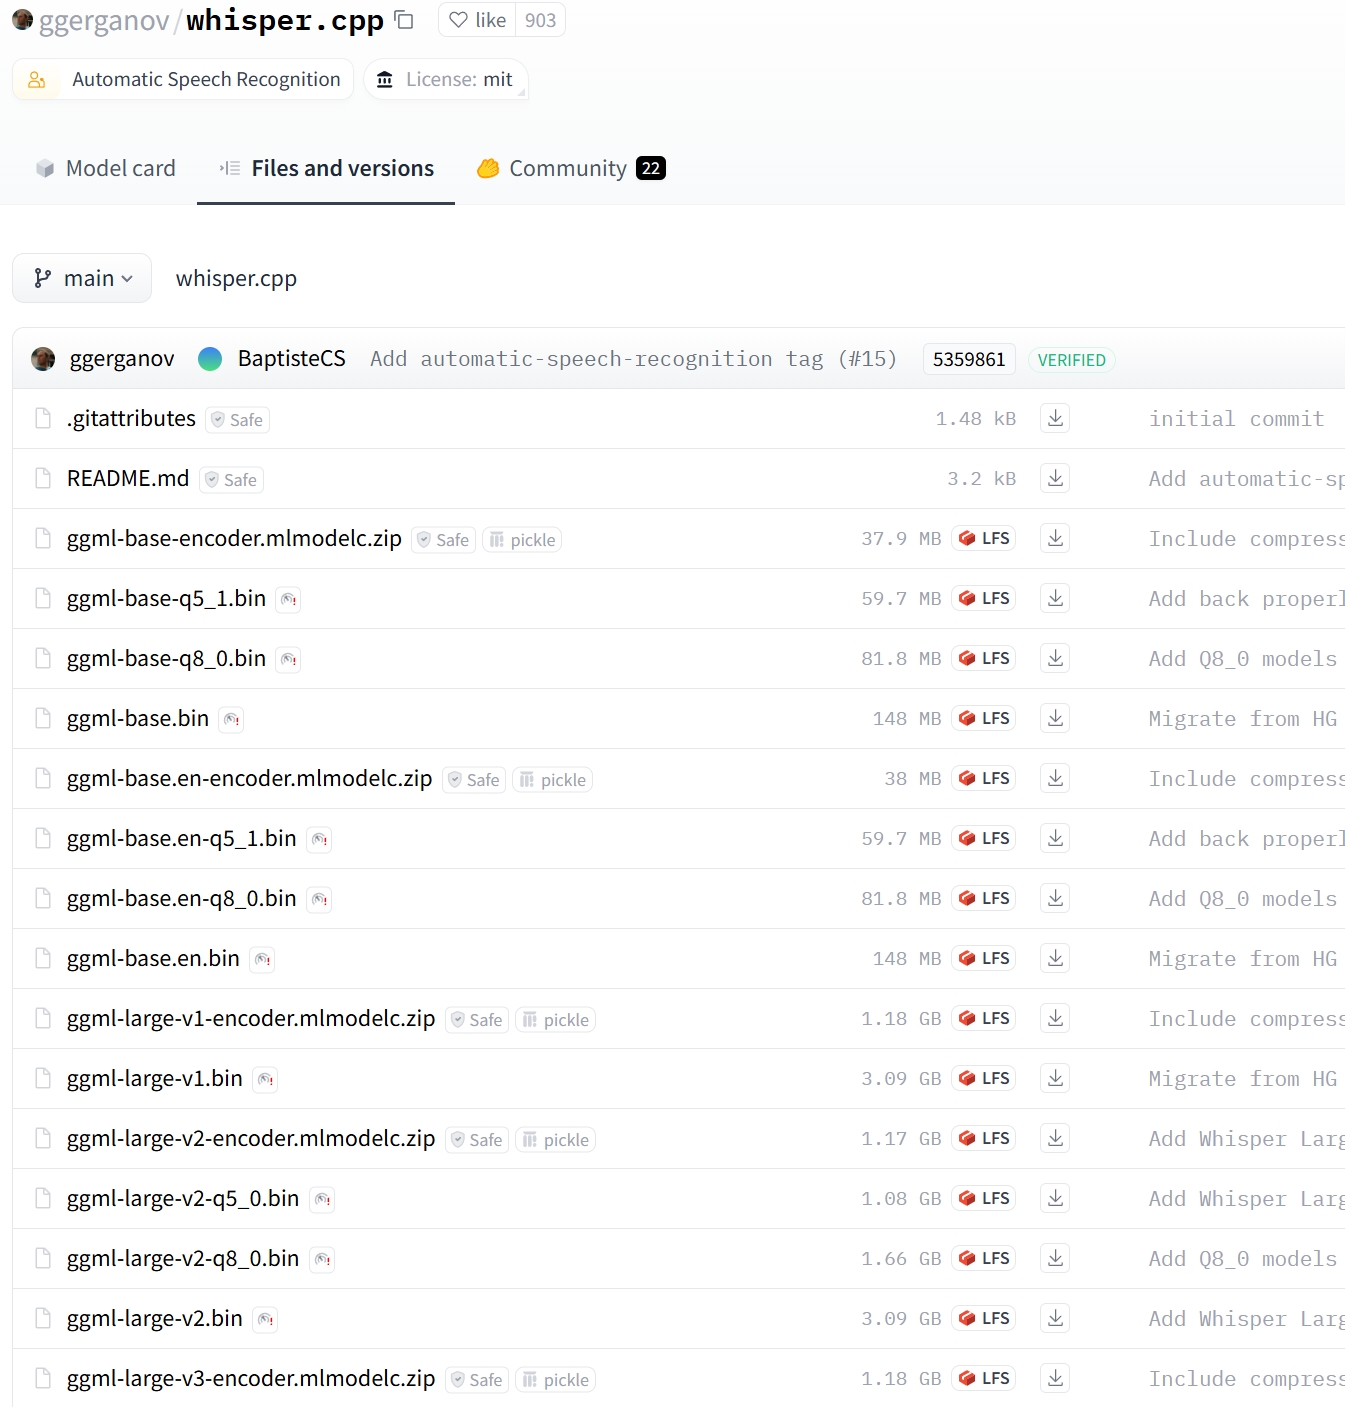 ggerganov/whisper.cpp like 903
Automatic Speech Recognition License: mit
Model card Files and versions Community 22
main whisper.cpp
ggerganov BaptisteCS Add automatic-speech-recognition tag (#15) 5359861 VERIFIED
.gitattributes Safe 1.48 kB initial commit
README.md Safe 3.2 kB Add automatic-sp
ggml-base-encoder.mlmodelc.zip Safe pickle 37.9 MB LFS Include compress
ggml-base-q5_1.bin 59.7 MB LFS Add back properl
ggml-base-q8_0.bin 81.8 MB LFS Add Q8_0 models
ggml-base.bin 148 MB LFS Migrate from HG
ggml-base.en-encoder.mlmodelc.zip Safe pickle 38 MB LFS Include compress
ggml-base.en-q5_1.bin 59.7 MB LFS Add back properl
ggml-base.en-q8_0.bin 81.8 MB LFS Add Q8_0 models
ggml-base.en.bin 148 MB LFS Migrate from HG
ggml-large-v1-encoder.mlmodelc.zip Safe pickle 1.18 GB LFS Include compress
ggml-large-v1.bin 3.09 GB LFS Migrate from HG
ggml-large-v2-encoder.mlmodelc.zip Safe pickle 1.17 GB LFS Add Whisper Larg
ggml-large-v2-q5_0.bin 1.08 GB LFS Add Whisper Larg
ggml-large-v2-q8_0.bin 1.66 GB LFS Add Q8_0 models
ggml-large-v2.bin 3.09 GB LFS Add Whisper Larg
ggml-large-v3-encoder.mlmodelc.zip Safe pickle 1.18 GB LFS Include compress